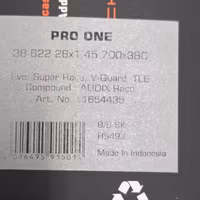 PRO ONE
38-622 28x1.45 700x38C
Evo, Super Race, V-Guard, TLE
Compound : ADDIX Race
Art. No. : 11654435
B/B-SK
Made In Indonesia